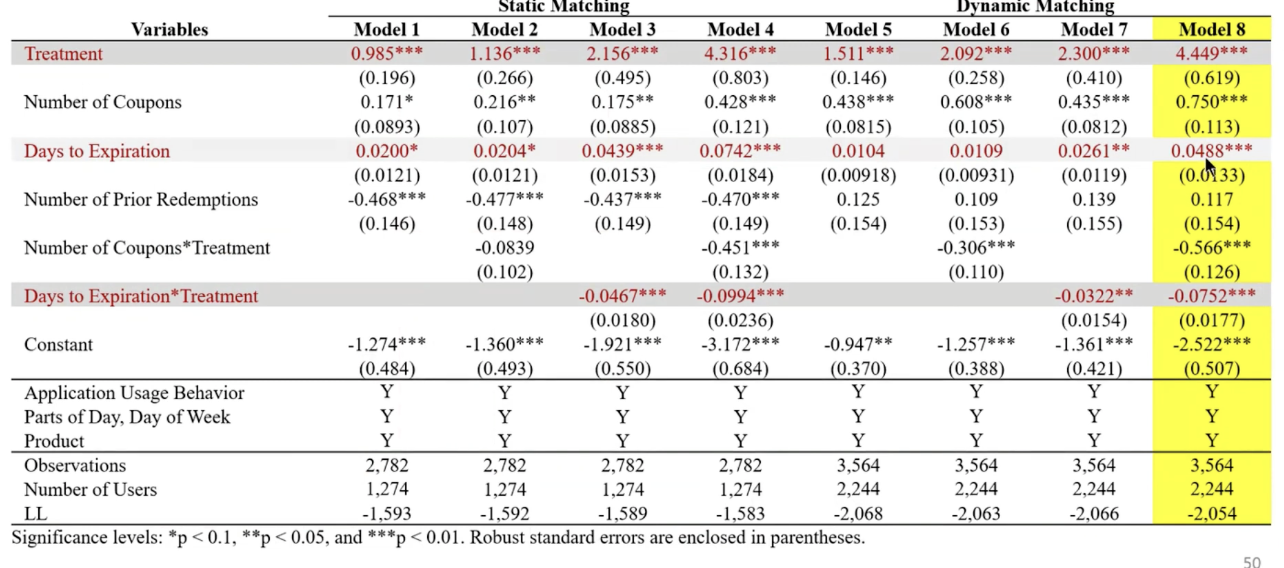 Static Matching Dynamic Matching
Variables Model 1 Model 2 Model 3 Model 4 Model 5 Model 6 Model 7 Model 8
Treatment 0.985*** 1.136*** 2.156*** 4.316*** 1.511*** 2.092*** 2.300*** 4.449***
(0.196) (0.266) (0.495) (0.803) (0.146) (0.258) (0.410) (0.619)
Number of Coupons 0.171* 0.216** 0.175** 0.428*** 0.438*** 0.608*** 0.435*** 0.750***
(0.0893) (0.107) (0.0885) (0.121) (0.0815) (0.105) (0.0812) (0.113)
Days to Expiration 0.0200* 0.0204* 0.0439*** 0.0742*** 0.0104 0.0109 0.0261** 0.0488***
(0.0121) (0.0121) (0.0153) (0.0184) (0.00918) (0.00931) (0.0119) (0.0133)
Number of Prior Redemptions -0.468*** -0.477*** -0.437*** -0.470*** 0.125 0.109 0.139 0.117
(0.146) (0.148) (0.149) (0.149) (0.154) (0.153) (0.155) (0.154)
Number of Coupons*Treatment -0.0839 -0.451*** -0.306*** -0.566***
(0.102) (0.132) (0.110) (0.126)
Days to Expiration*Treatment -0.0467*** -0.0994*** -0.0322** -0.0752***
(0.0180) (0.0236) (0.0154) (0.0177)
Constant -1.274*** -1.360*** -1.921*** -3.172*** -0.947** -1.257*** -1.361*** -2.522***
(0.484) (0.493) (0.550) (0.684) (0.370) (0.388) (0.421) (0.507)
Application Usage Behavior Y Y Y Y Y Y Y Y
Parts of Day, Day of Week Y Y Y Y Y Y Y Y
Product Y Y Y Y Y Y Y Y
Observations 2,782 2,782 2,782 2,782 3,564 3,564 3,564 3,564
Number of Users 1,274 1,274 1,274 1,274 2,244 2,244 2,244 2,244
LL -1,593 -1,592 -1,589 -1,583 -2,068 -2,063 -2,066 -2,054
Significance levels: *p < 0.1, **p < 0.05, and ***p < 0.01. Robust standard errors are enclosed in parentheses.
50